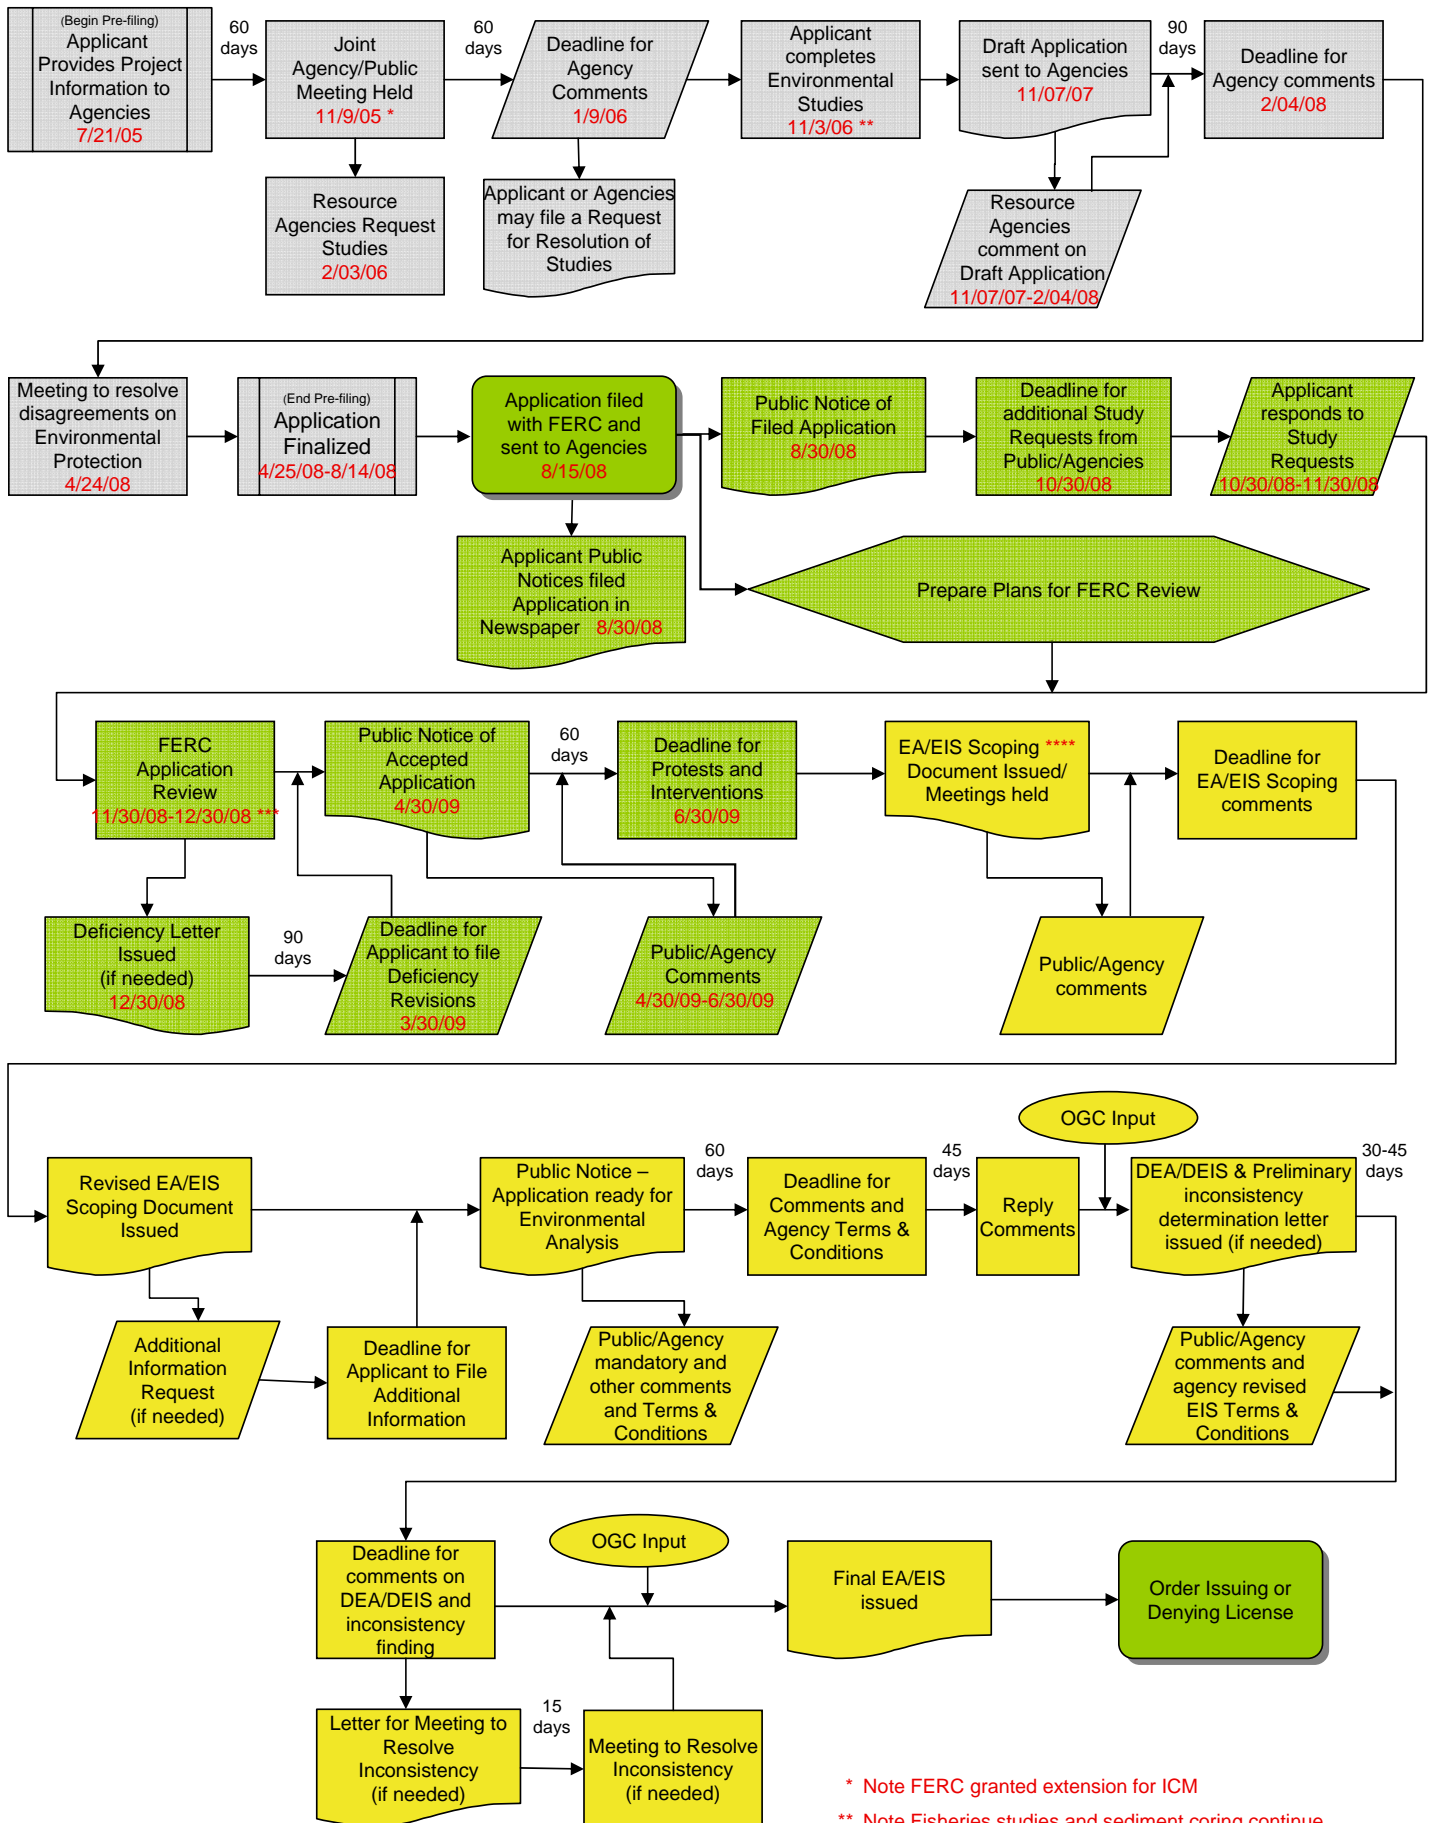 (Begin Pre-filing)
Applicant
Provides Project
Information to
Agencies
7/21/05
60
days
Joint
Agency/Public
Meeting Held
11/9/05 *
60
days
Deadline for
Agency
Comments
1/9/06
Applicant
completes
Environmental
Studies
11/3/06 **
Draft Application
sent to Agencies
11/07/07
90
days
Deadline for
Agency comments
2/04/08
Resource
Agencies Request
Studies
2/03/06
Applicant or Agencies
may file a Request
for Resolution of
Studies
Resource
Agencies
comment on
Draft Application
11/07/07-2/04/08
Meeting to resolve
disagreements on
Environmental
Protection
4/24/08
(End Pre-filing)
Application
Finalized
4/25/08-8/14/08
Application filed
with FERC and
sent to Agencies
8/15/08
Public Notice of
Filed Application
8/30/08
Deadline for
additional Study
Requests from
Public/Agencies
10/30/08
Applicant
responds to
Study
Requests
10/30/08-11/30/08
Applicant Public
Notices filed
Application in
Newspaper 8/30/08
Prepare Plans for FERC Review
FERC
Application
Review
11/30/08-12/30/08 ***
Public Notice of
Accepted
Application
4/30/09
60
days
Deadline for
Protests and
Interventions
6/30/09
EA/EIS Scoping ****
Document Issued/
Meetings held
Deadline for
EA/EIS Scoping
comments
Deficiency Letter
Issued
(if needed)
12/30/08
90
days
Deadline for
Applicant to file
Deficiency
Revisions
3/30/09
Public/Agency
Comments
4/30/09-6/30/09
Public/Agency
comments
OGC Input
Revised EA/EIS
Scoping Document
Issued
Public Notice –
Application ready for
Environmental
Analysis
60
days
Deadline for
Comments and
Agency Terms &
Conditions
45
days
Reply
Comments
DEA/DEIS & Preliminary
inconsistency
determination letter
issued (if needed)
30-45
days
Additional
Information
Request
(if needed)
Deadline for
Applicant to File
Additional
Information
Public/Agency
mandatory and
other comments
and Terms &
Conditions
Public/Agency
comments and
agency revised
EIS Terms &
Conditions
Deadline for
comments on
DEA/DEIS and
inconsistency
finding
OGC Input
Final EA/EIS
issued
Order Issuing or
Denying License
Letter for Meeting to
Resolve
Inconsistency
(if needed)
15
days
Meeting to Resolve
Inconsistency
(if needed)
* Note FERC granted extension for ICM
** Note Fisheries studies and sediment coring continue